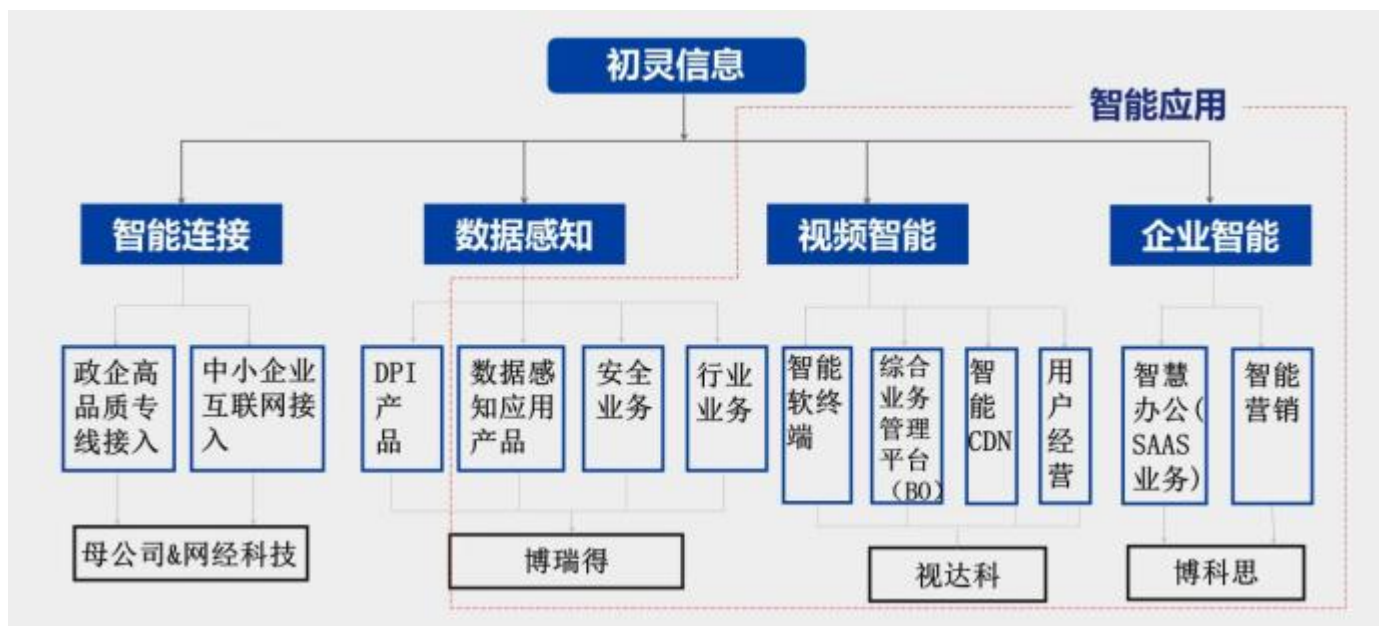 初灵信息
智能应用
智能连接
数据感知
视频智能
企业智能
政企高
品质专
线接入
中小企业
互联网接
入
DPI
产
品
数据感
知应用
产品
安全
业务
行业
业务
智能
软终
端
综合
业务
管理
平台
（BO）
智
能
CDN
用
户
经
营
智慧
办公(
SAAS
业务)
智能
营销
母公司&网经科技
博瑞得
视达科
博科思